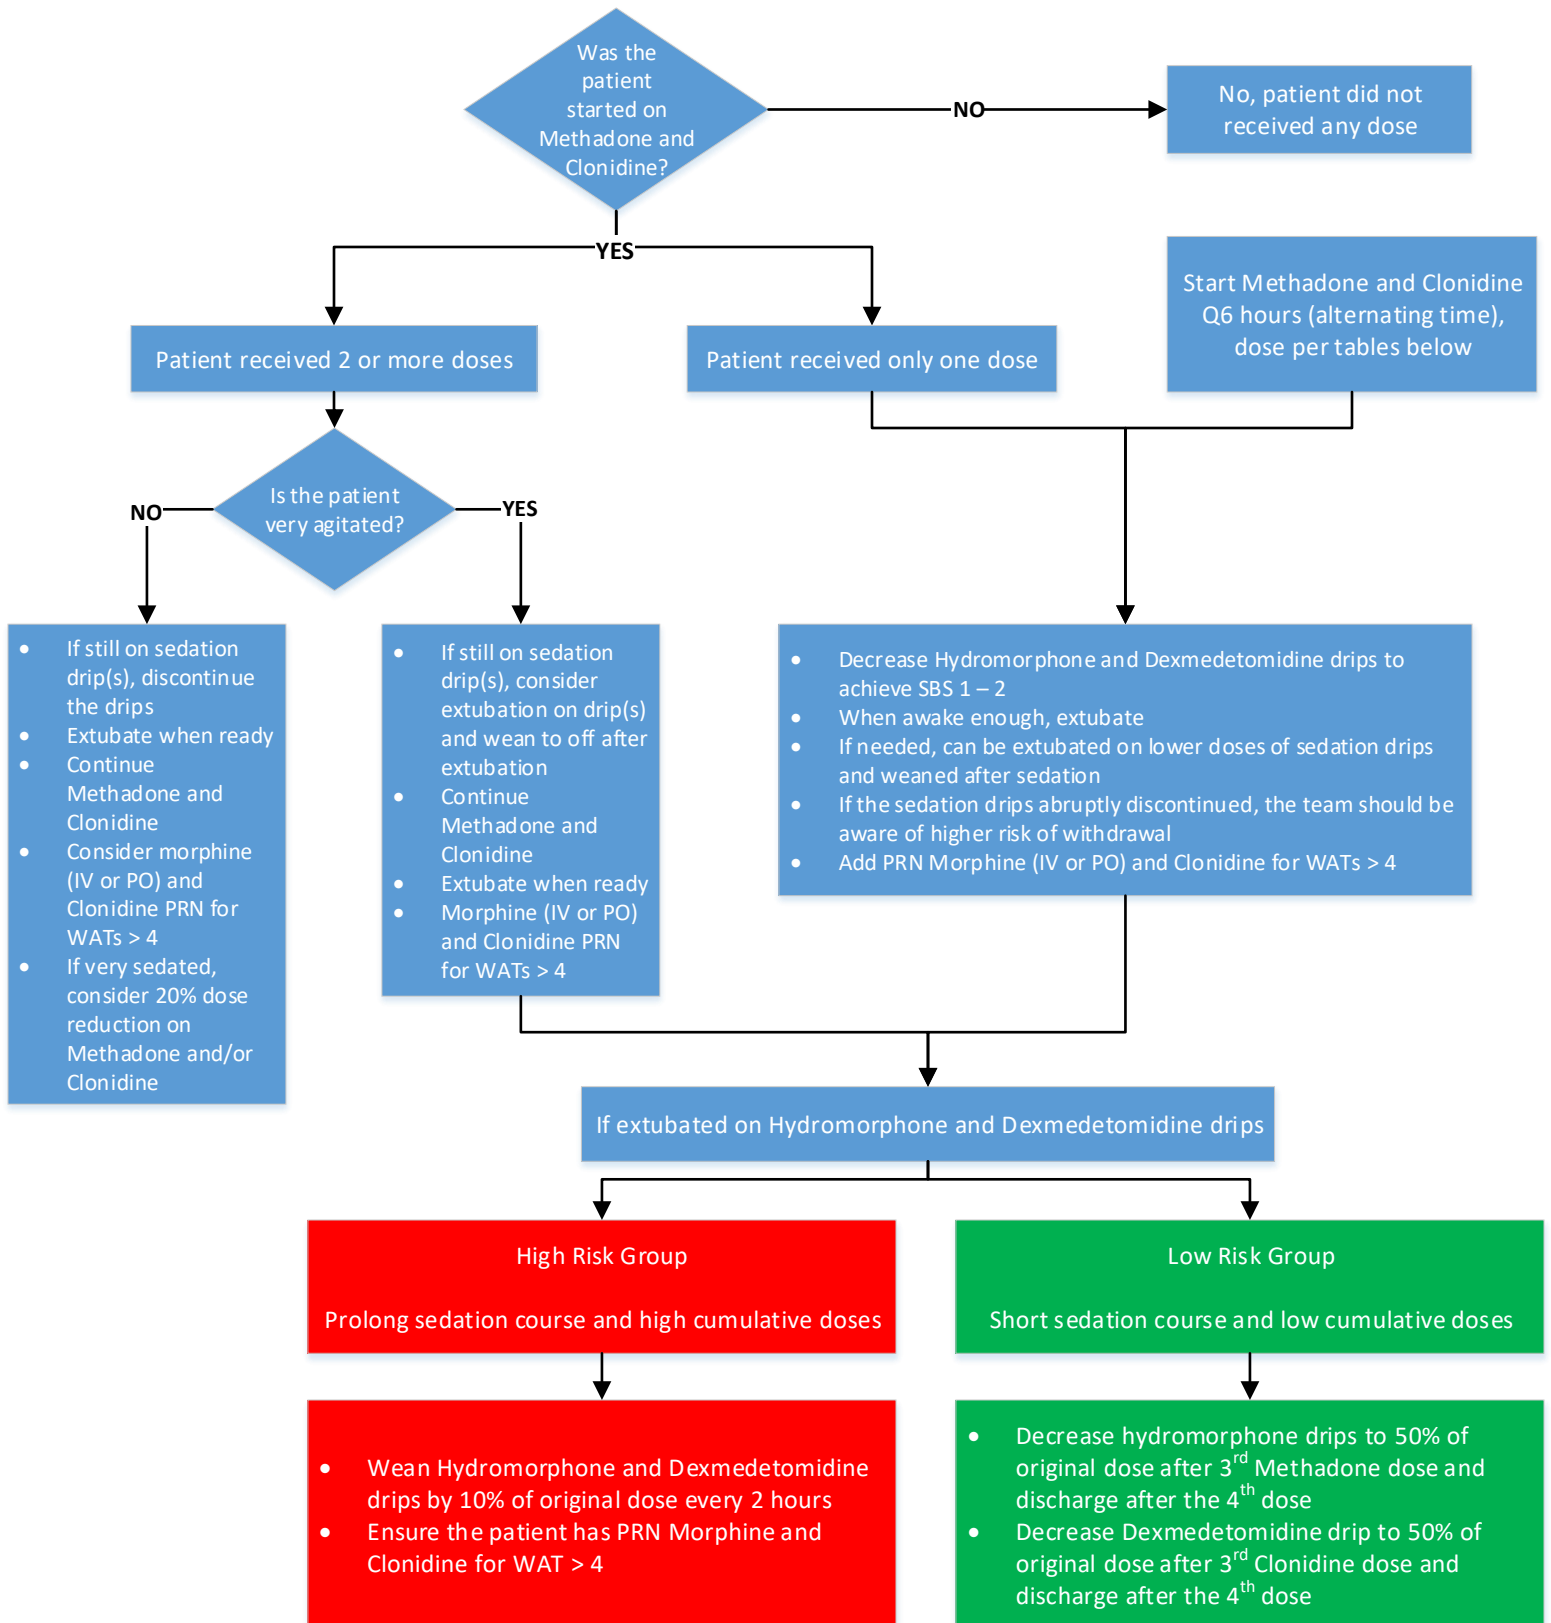 Was the
patient
started on
Methadone and
Clonidine?
NO
No, patient did not
received any dose
YES
Start Methadone and Clonidine
Q6 hours (alternating time),
dose per tables below
Patient received 2 or more doses
Patient received only one dose
Is the patient
very agitated?
NO
YES
• If still on sedation
drip(s), discontinue
the drips
• Extubate when ready
• Continue
Methadone and
Clonidine
• Consider morphine
(IV or PO) and
Clonidine PRN for
WATs > 4
• If very sedated,
consider 20% dose
reduction on
Methadone and/or
Clonidine
• If still on sedation
drip(s), consider
extubation on drip(s)
and wean to off after
extubation
• Continue
Methadone and
Clonidine
• Extubate when ready
• Morphine (IV or PO)
and Clonidine PRN
for WATs > 4
• Decrease Hydromorphone and Dexmedetomidine drips to
achieve SBS 1 – 2
• When awake enough, extubate
• If needed, can be extubated on lower doses of sedation drips
and weaned after sedation
• If the sedation drips abruptly discontinued, the team should be
aware of higher risk of withdrawal
• Add PRN Morphine (IV or PO) and Clonidine for WATs > 4
If extubated on Hydromorphone and Dexmedetomidine drips
High Risk Group
Prolong sedation course and high cumulative doses
Low Risk Group
Short sedation course and low cumulative doses
• Wean Hydromorphone and Dexmedetomidine
drips by 10% of original dose every 2 hours
• Ensure the patient has PRN Morphine and
Clonidine for WAT > 4
• Decrease hydromorphone drips to 50% of
original dose after 3rd Methadone dose and
discharge after the 4th dose
• Decrease Dexmedetomidine drip to 50% of
original dose after 3rd Clonidine dose and
discharge after the 4th dose